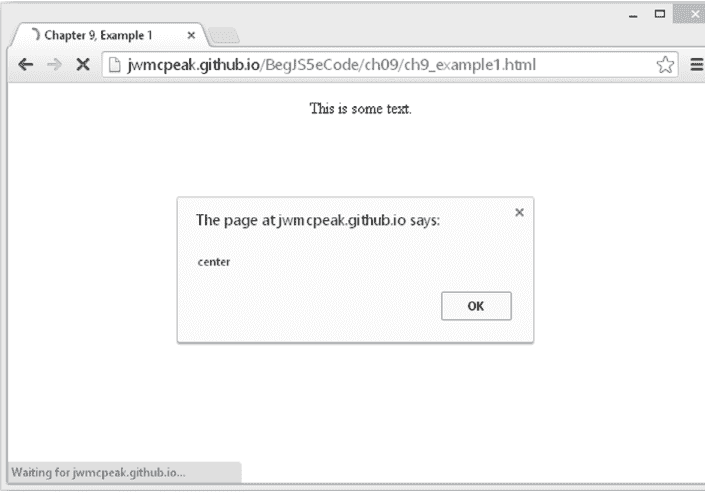 Chapter 9, Example 1
jwmcpeak.github.io/BegJS5eCode/ch09/ch9_example1.html
This is some text.
The page at jwmcpeak.github.io says:
center
OK
Waiting for jwmcpeak.github.io...